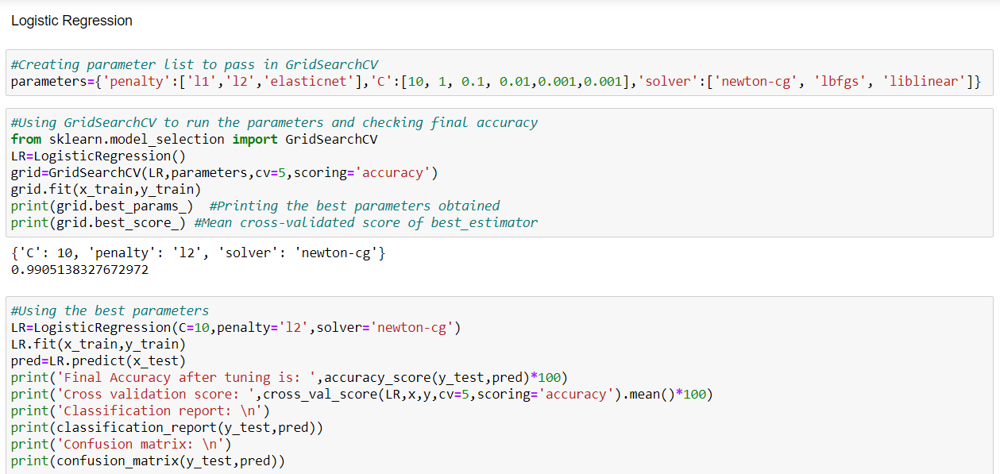 Logistic Regression
#Creating parameter list to pass in GridSearchCV
parameters={'penalty':['l1','l2','elasticnet'],'C':[10, 1, 0.1, 0.01,0.001,0.001],'solver':['newton-cg', 'lbfgs', 'liblinear']}
#Using GridSearchCV to run the parameters and checking final accuracy
from sklearn.model_selection import GridSearchCV
LR=LogisticRegression()
grid=GridSearchCV(LR,parameters,cv=5,scoring='accuracy')
grid.fit(x_train,y_train)
print(grid.best_params_)  #Printing the best parameters obtained
print(grid.best_score_) #Mean cross-validated score of best_estimator
{'C': 10, 'penalty': 'l2', 'solver': 'newton-cg'}
0.9905138327672972
#Using the best parameters
LR=LogisticRegression(C=10,penalty='l2',solver='newton-cg')
LR.fit(x_train,y_train)
pred=LR.predict(x_test)
print('Final Accuracy after tuning is: ',accuracy_score(y_test,pred)*100)
print('Cross validation score: ',cross_val_score(LR,x,y,cv=5,scoring='accuracy').mean()*100)
print('Classification report: \n')
print(classification_report(y_test,pred))
print('Confusion matrix: \n')
print(confusion_matrix(y_test,pred))